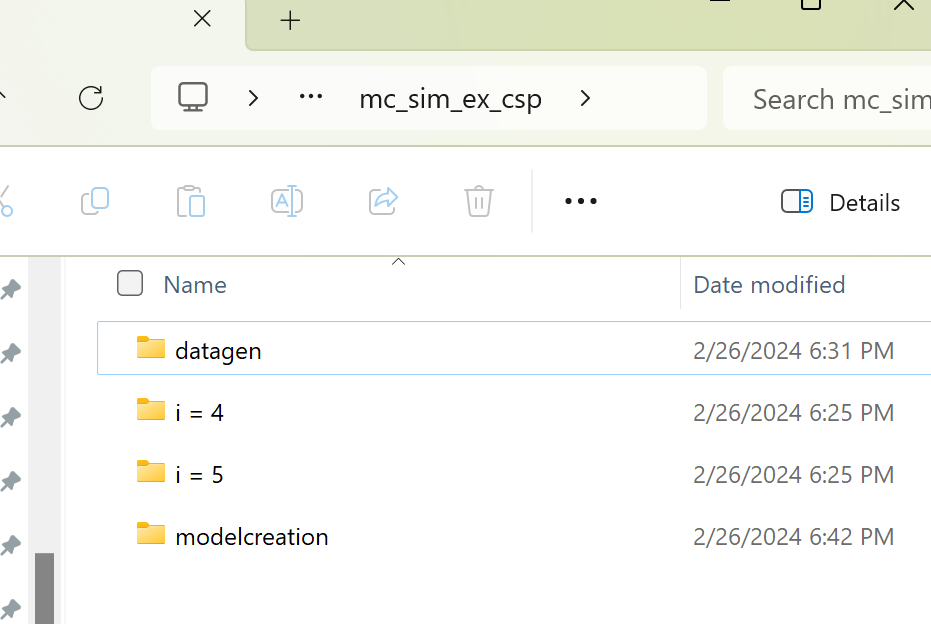 mc_sim_ex_csp
Search mc_sim
Details
Name Date modified
datagen 2/26/2024 6:31 PM
i = 4 2/26/2024 6:25 PM
i = 5 2/26/2024 6:25 PM
modelcreation 2/26/2024 6:42 PM